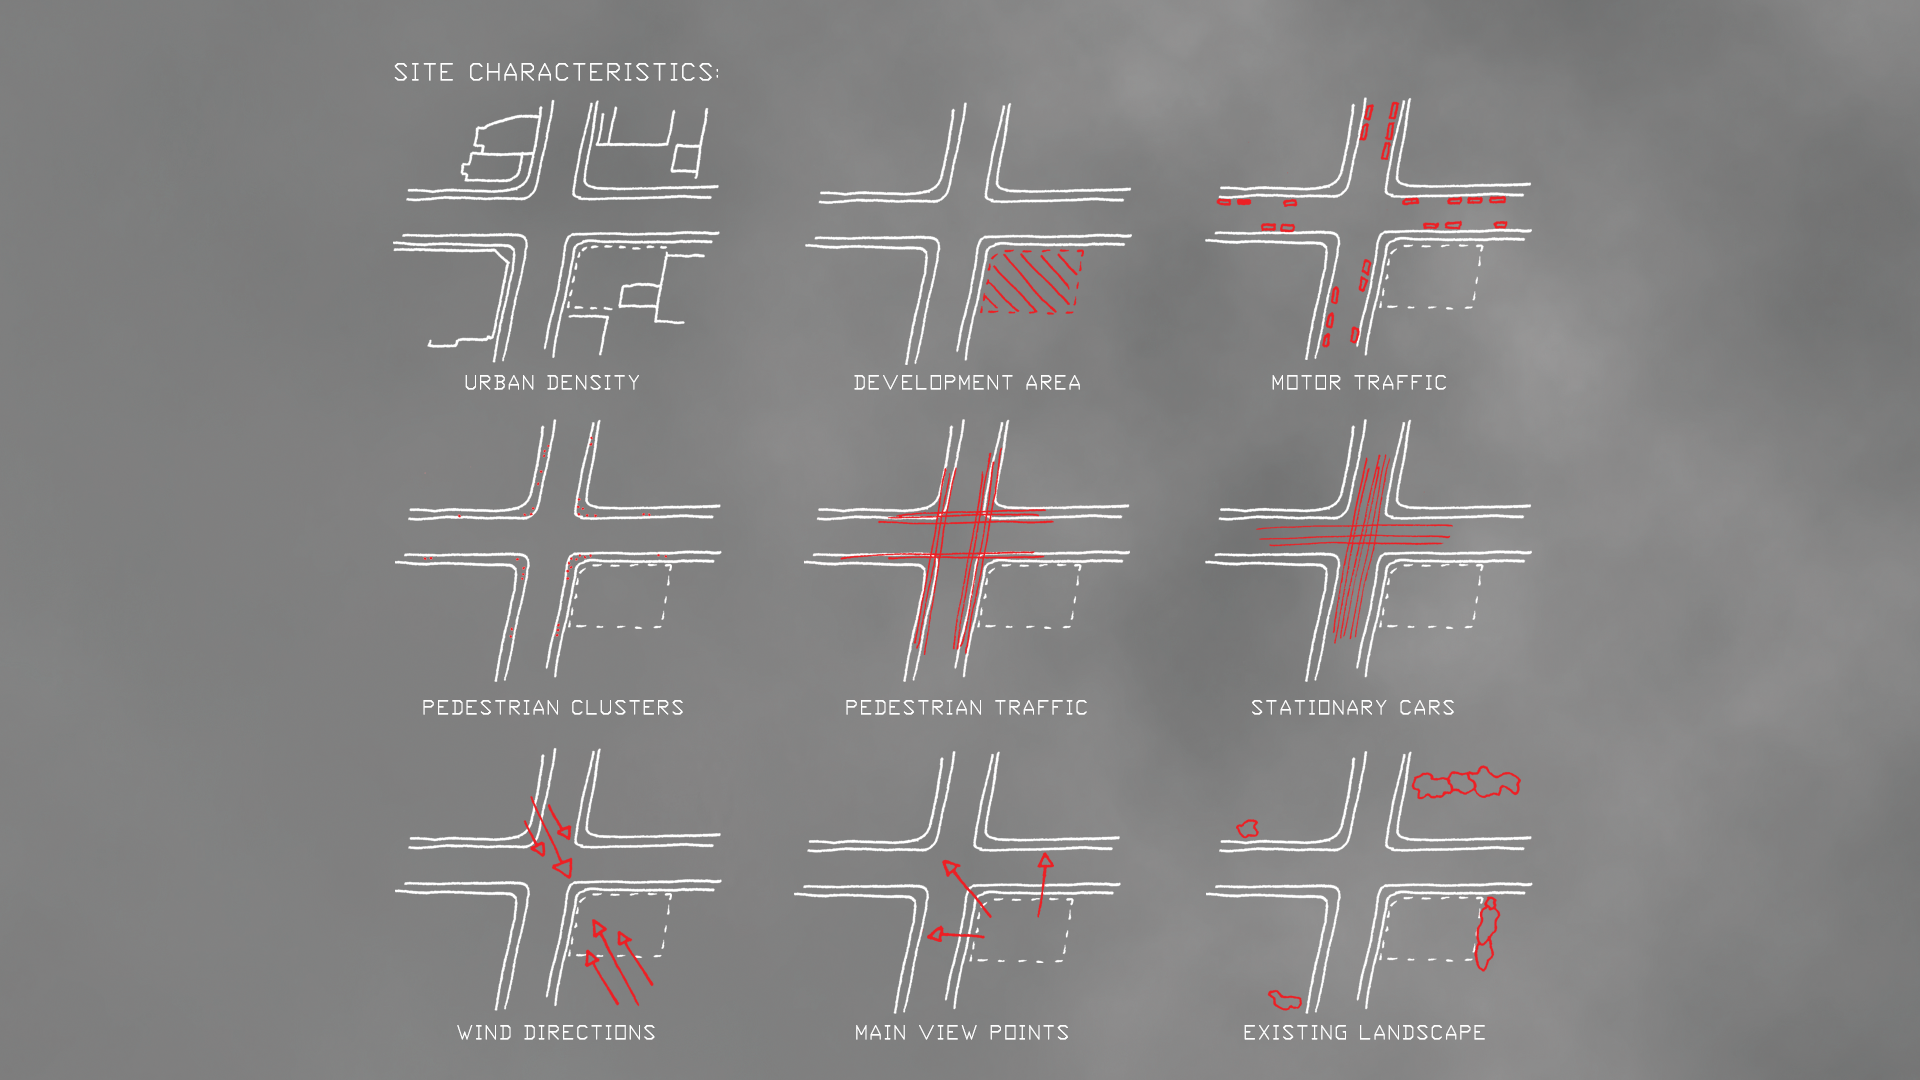 SITE CHARACTERISTICS:
URBAN DENSITY
DEVELOPMENT AREA
MOTOR TRAFFIC
PEDESTRIAN CLUSTERS
PEDESTRIAN TRAFFIC
STATIONARY CARS
WIND DIRECTIONS
MAIN VIEW POINTS
EXISTING LANDSCAPE